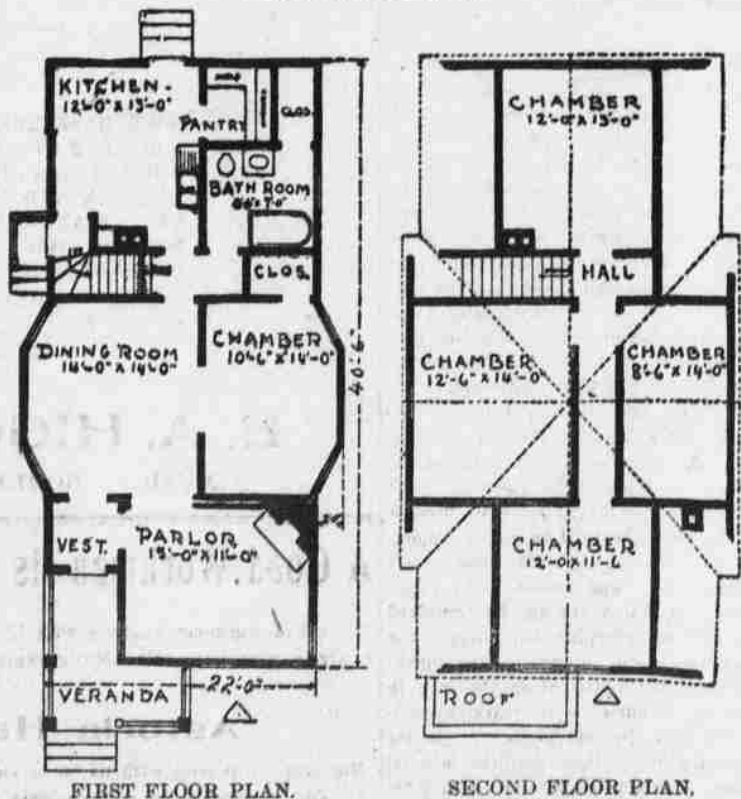 KITCHEN.
12'-0" X 13'-0"
PANTRY
CLOS.
BATH ROOM
CLOS.
DINING ROOM
14'-0" X 14'-0"
CHAMBER
10'-6" X 14'-0"
40'-6"
VEST.
PARLOR
15'-0" X 11'-0"
VERANDA
22'-0"
FIRST FLOOR PLAN.
CHAMBER
12'-0" X 13'-0"
HALL
CHAMBER
12'-6" X 14'-0"
CHAMBER
8'-6" X 14'-0"
CHAMBER
12'-0 X 11'-6
ROOF
SECOND FLOOR PLAN.